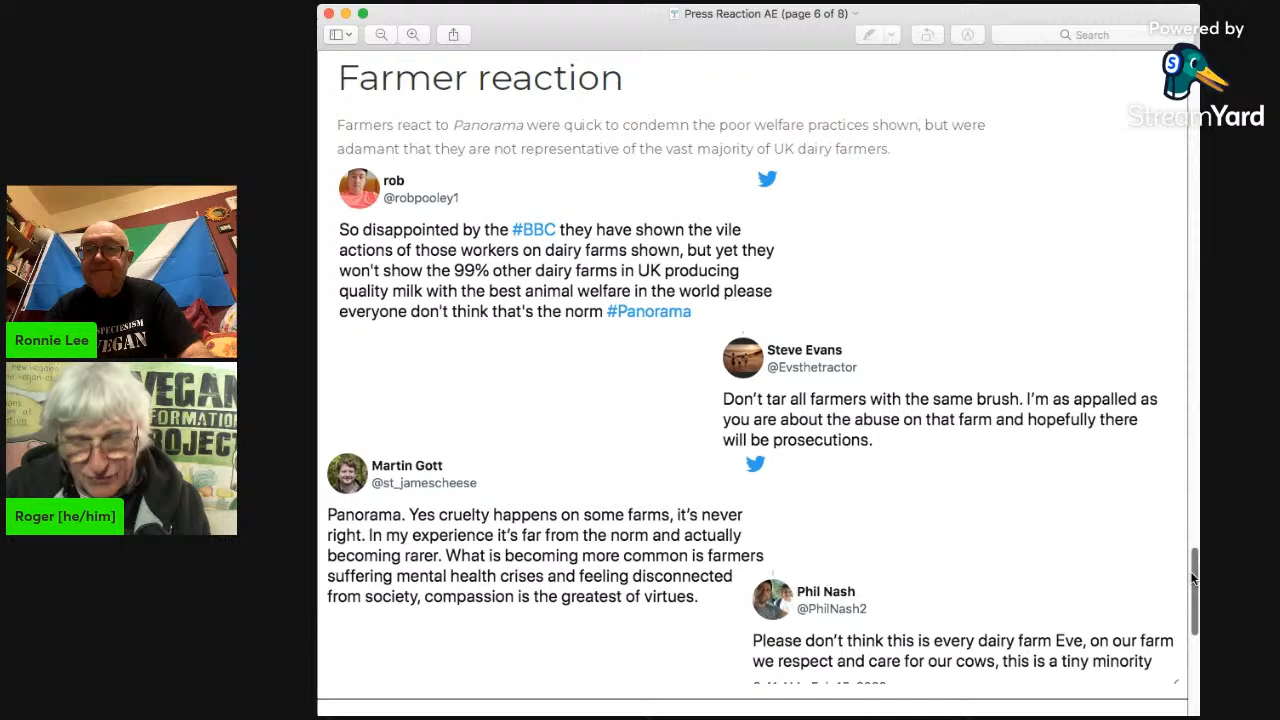 Press Reaction AE (page 6 of 8)
Search
Powered by
StreamYard
Farmer reaction
Farmers react to Panorama were quick to condemn the poor welfare practices shown, but were
adamant that they are not representative of the vast majority of UK dairy farmers.
rob
@robpooley1
So disappointed by the #BBC they have shown the vile
actions of those workers on dairy farms shown, but yet they
won't show the 99% other dairy farms in UK producing
quality milk with the best animal welfare in the world please
everyone don't think that's the norm #Panorama
Steve Evans
@Evsthetractor
Don't tar all farmers with the same brush. I'm as appalled as
you are about the abuse on that farm and hopefully there
will be prosecutions.
Martin Gott
@st_jamescheese
Panorama. Yes cruelty happens on some farms, it's never
right. In my experience it's far from the norm and actually
becoming rarer. What is becoming more common is farmers
suffering mental health crises and feeling disconnected
from society, compassion is the greatest of virtues.
Phil Nash
@PhilNash2
Please don't think this is every dairy farm Eve, on our farm
we respect and care for our cows, this is a tiny minority
VEGAN
Ronnie Lee
new vegans
VEGAN
ROJEC
Roger [he/him]